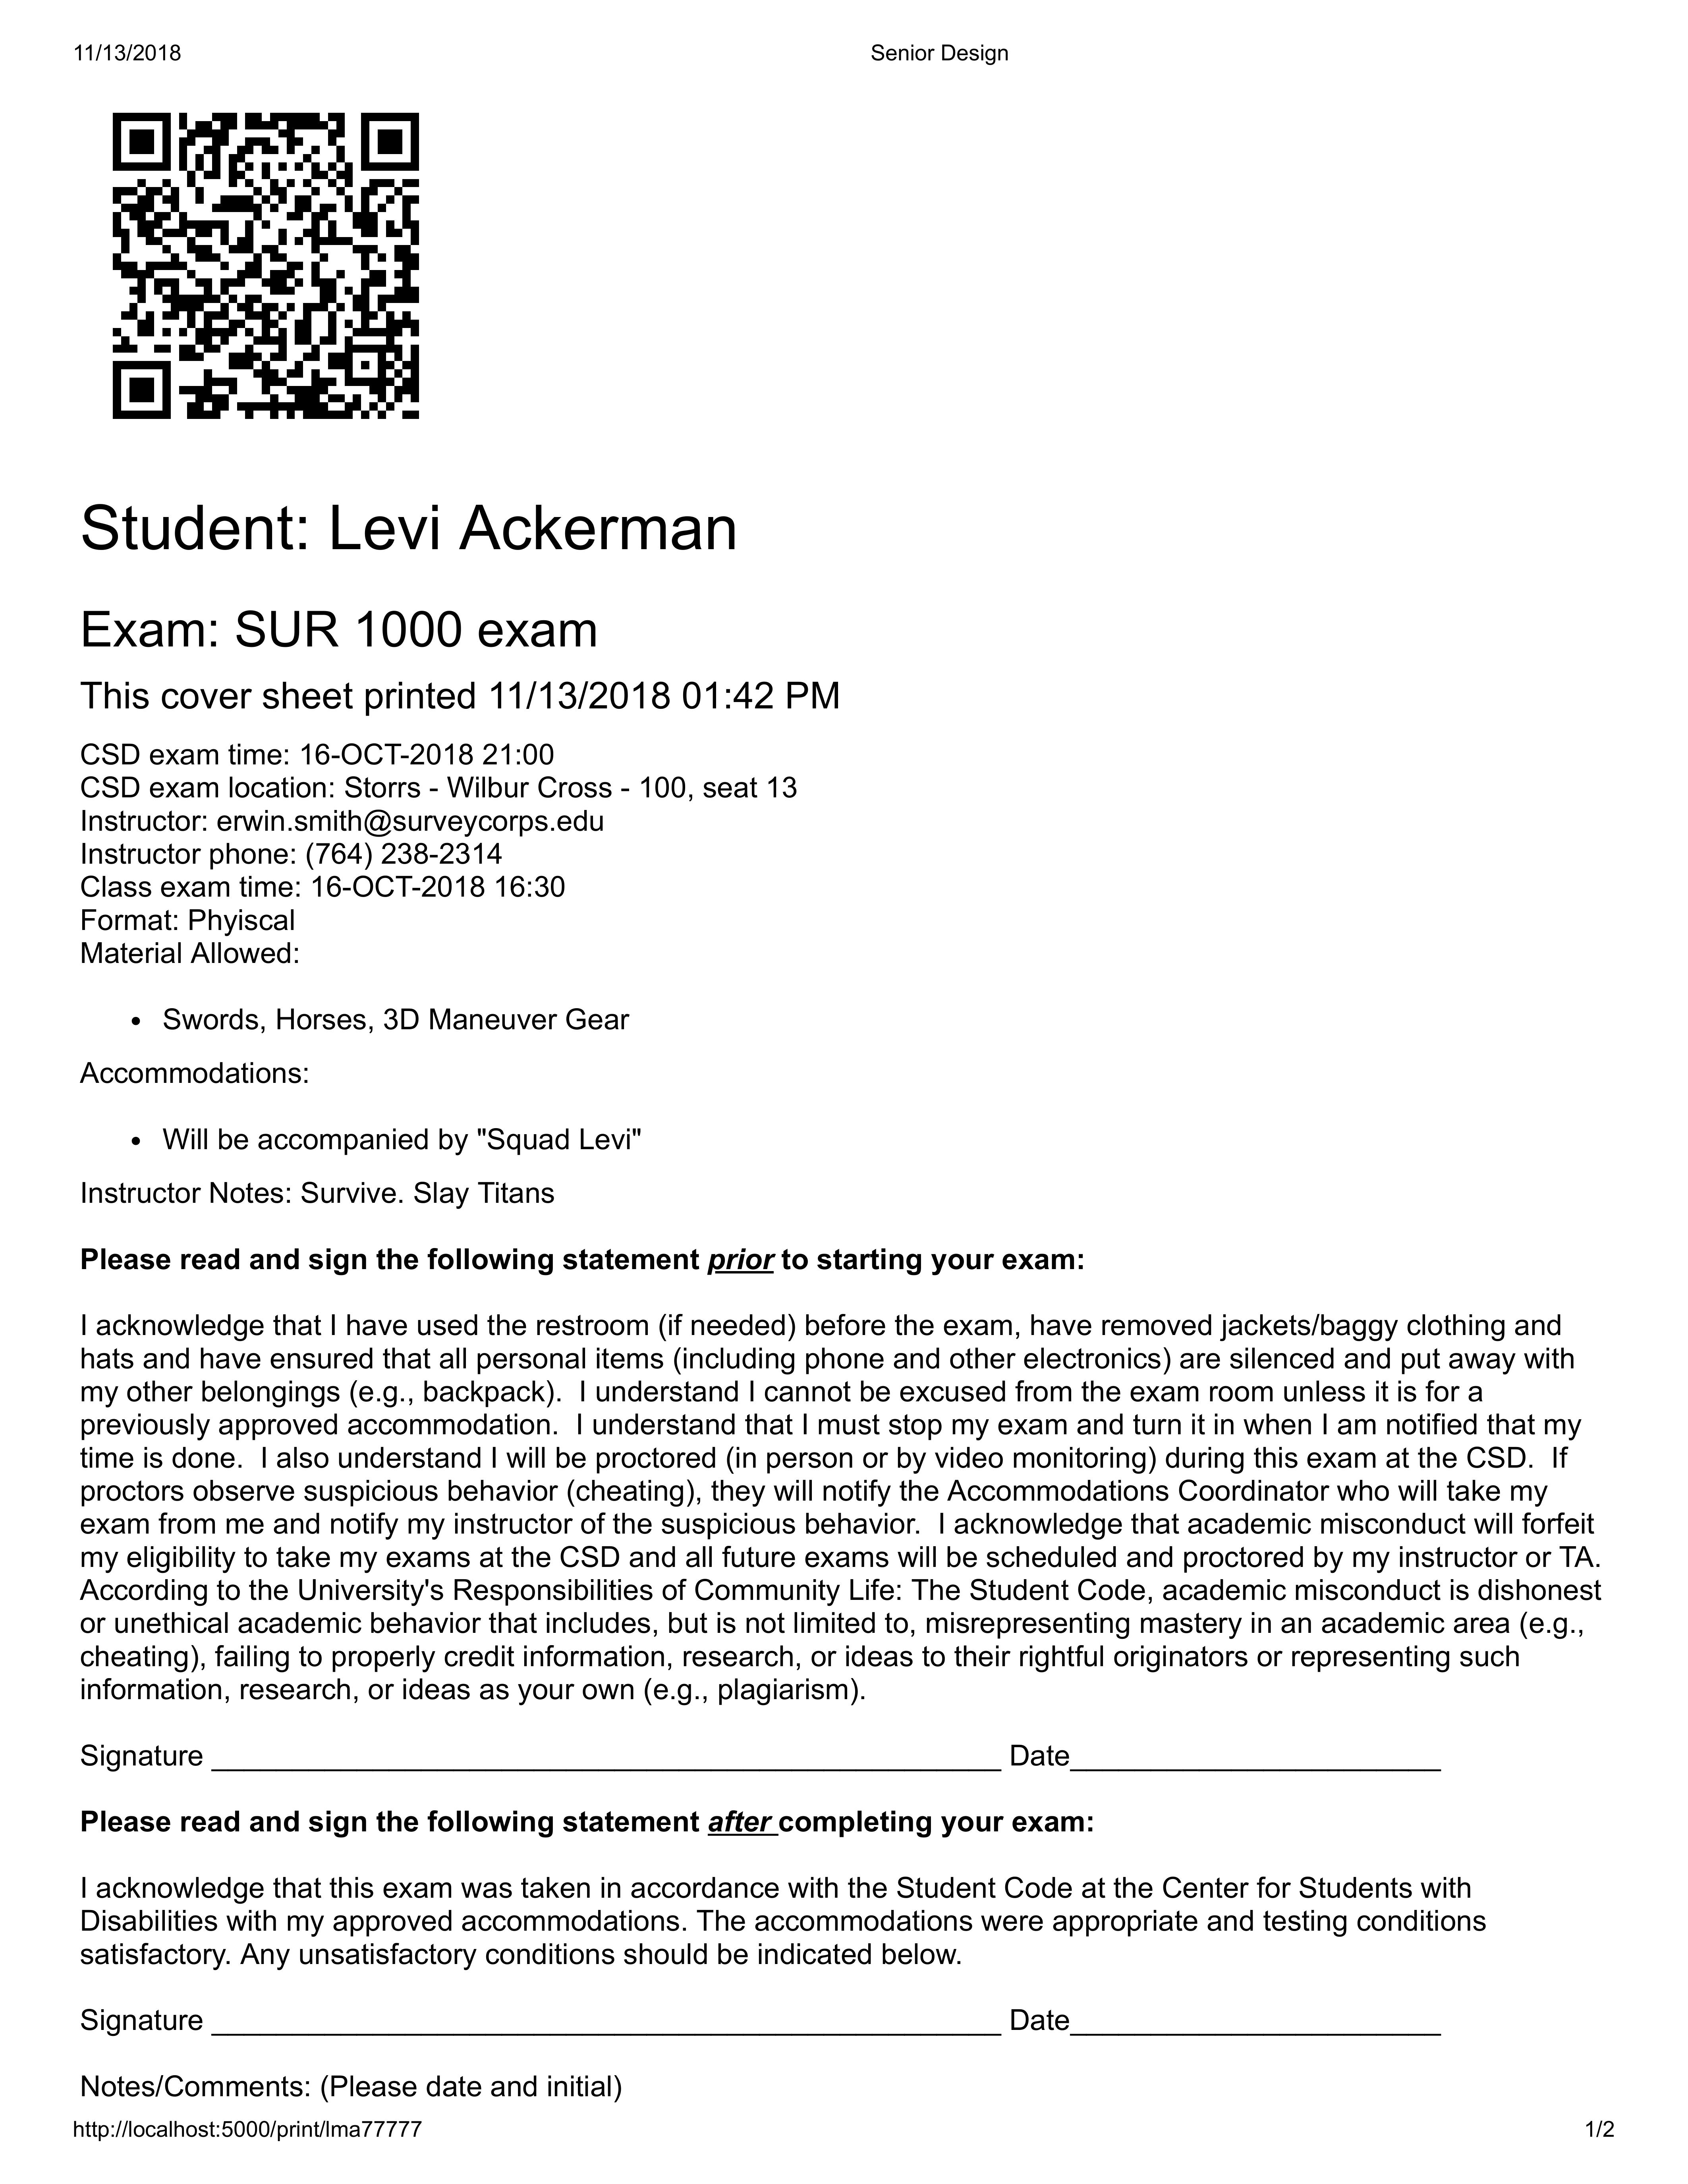 11/13/2018 Senior Design
Student: Levi Ackerman
Exam: SUR 1000 exam
This cover sheet printed 11/13/2018 01:42 PM
CSD exam time: 16-OCT-2018 21:00
CSD exam location: Storrs - Wilbur Cross - 100, seat 13
Instructor: erwin.smith@surveycorps.edu
Instructor phone: (764) 238-2314
Class exam time: 16-OCT-2018 16:30
Format: Phyiscal
Material Allowed:
• Swords, Horses, 3D Maneuver Gear
Accommodations:
• Will be accompanied by "Squad Levi"
Instructor Notes: Survive. Slay Titans
Please read and sign the following statement prior to starting your exam:
I acknowledge that I have used the restroom (if needed) before the exam, have removed jackets/baggy clothing and
hats and have ensured that all personal items (including phone and other electronics) are silenced and put away with
my other belongings (e.g., backpack).  I understand I cannot be excused from the exam room unless it is for a
previously approved accommodation.  I understand that I must stop my exam and turn it in when I am notified that my
time is done.  I also understand I will be proctored (in person or by video monitoring) during this exam at the CSD.  If
proctors observe suspicious behavior (cheating), they will notify the Accommodations Coordinator who will take my
exam from me and notify my instructor of the suspicious behavior.  I acknowledge that academic misconduct will forfeit
my eligibility to take my exams at the CSD and all future exams will be scheduled and proctored by my instructor or TA.
According to the University's Responsibilities of Community Life: The Student Code, academic misconduct is dishonest
or unethical academic behavior that includes, but is not limited to, misrepresenting mastery in an academic area (e.g.,
cheating), failing to properly credit information, research, or ideas to their rightful originators or representing such
information, research, or ideas as your own (e.g., plagiarism).
Signature ______________________ Date______________
Please read and sign the following statement after completing your exam:
I acknowledge that this exam was taken in accordance with the Student Code at the Center for Students with
Disabilities with my approved accommodations. The accommodations were appropriate and testing conditions
satisfactory. Any unsatisfactory conditions should be indicated below.
Signature ______________________ Date______________
Notes/Comments: (Please date and initial)
http://localhost:5000/print/lma77777 1/2